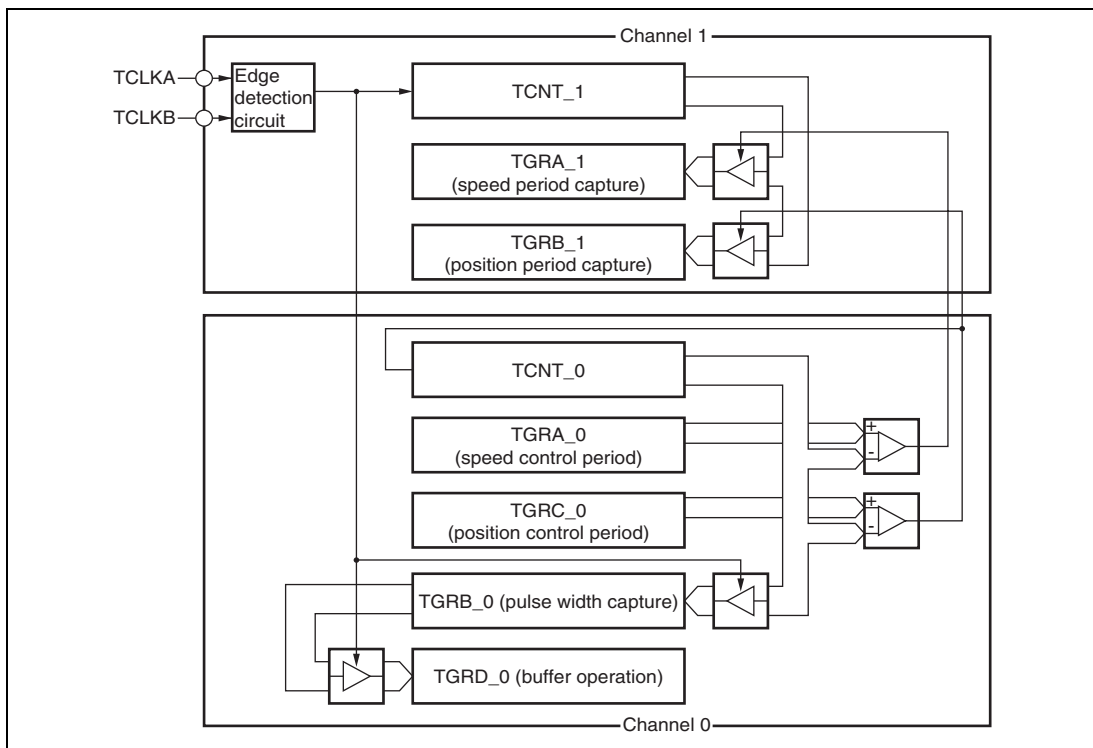 Channel 1
TCLKA
TCLKB
Edge
detection
circuit
TCNT_1
TGRA_1
(speed period capture)
TGRB_1
(position period capture)
TCNT_0
TGRA_0
(speed control period)
+
-
TGRC_0
(position control period)
+
-
TGRB_0 (pulse width capture)
TGRD_0 (buffer operation)
Channel 0